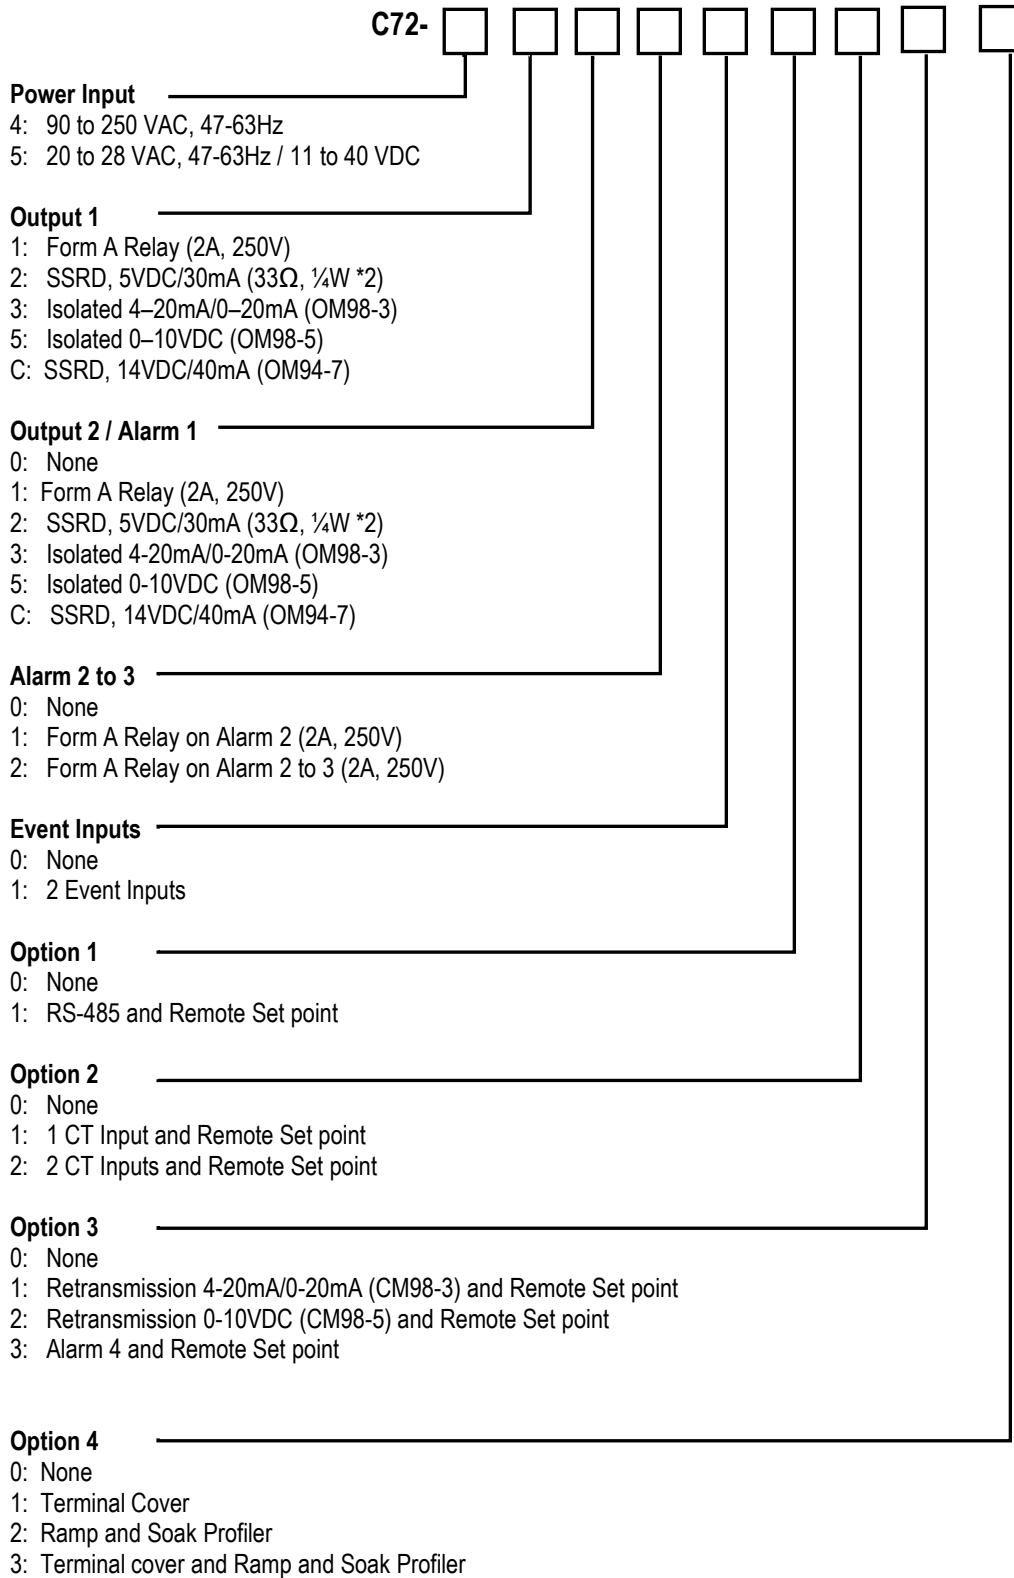 C72-
Power Input
4: 90 to 250 VAC, 47-63Hz
5: 20 to 28 VAC, 47-63Hz / 11 to 40 VDC
Output 1
1: Form A Relay (2A, 250V)
2: SSRD, 5VDC/30mA (33Ω, ¼W *2)
3: Isolated 4–20mA/0–20mA (OM98-3)
5: Isolated 0–10VDC (OM98-5)
C: SSRD, 14VDC/40mA (OM94-7)
Output 2 / Alarm 1
0: None
1: Form A Relay (2A, 250V)
2: SSRD, 5VDC/30mA (33Ω, ¼W *2)
3: Isolated 4-20mA/0-20mA (OM98-3)
5: Isolated 0-10VDC (OM98-5)
C: SSRD, 14VDC/40mA (OM94-7)
Alarm 2 to 3
0: None
1: Form A Relay on Alarm 2 (2A, 250V)
2: Form A Relay on Alarm 2 to 3 (2A, 250V)
Event Inputs
0: None
1: 2 Event Inputs
Option 1
0: None
1: RS-485 and Remote Set point
Option 2
0: None
1: 1 CT Input and Remote Set point
2: 2 CT Inputs and Remote Set point
Option 3
0: None
1: Retransmission 4-20mA/0-20mA (CM98-3) and Remote Set point
2: Retransmission 0-10VDC (CM98-5) and Remote Set point
3: Alarm 4 and Remote Set point
Option 4
0: None
1: Terminal Cover
2: Ramp and Soak Profiler
3: Terminal cover and Ramp and Soak Profiler